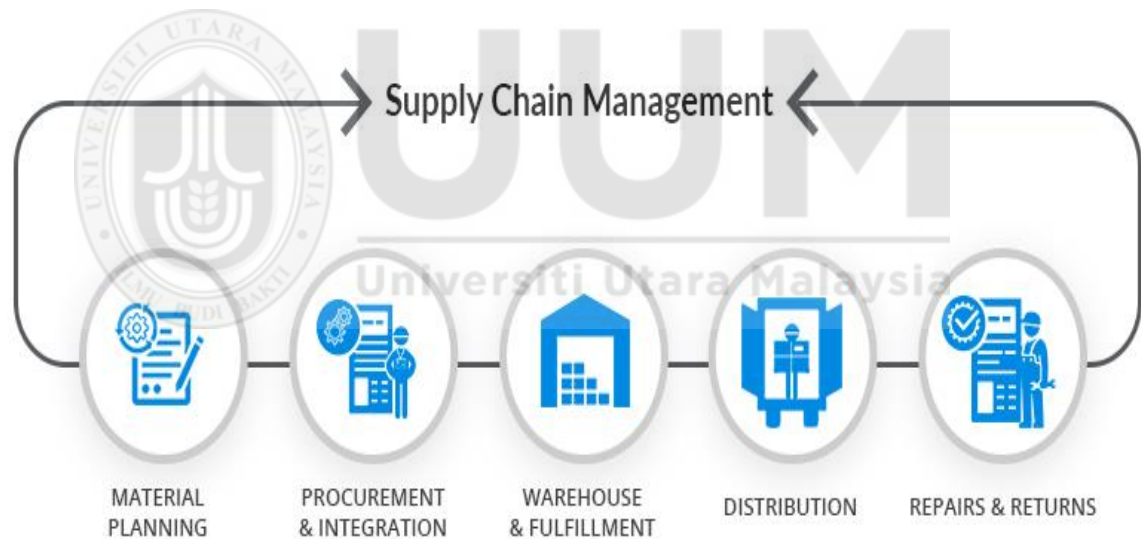 UNIVERSITI UTARA MALAYSIA
UUM
Supply Chain Management
Universiti Utara Malaysia
ILMU BUDI BAKTI
MATERIAL
PLANNING
PROCUREMENT
& INTEGRATION
WAREHOUSE
& FULFILLMENT
DISTRIBUTION
REPAIRS & RETURNS